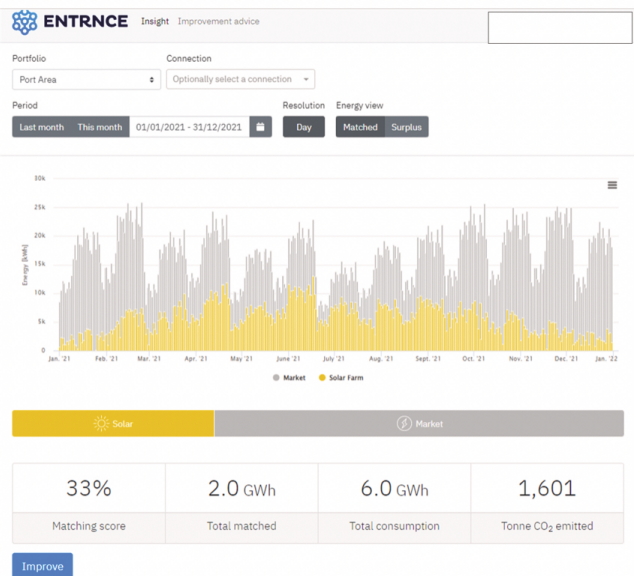 ENTRNCE Insight Improvement advice
Portfolio Connection
Port Area Optionally select a connection
Period Resolution Energy view
Last month This month 01/01/2021 - 31/12/2021 Day Matched Surplus
30k
25k
20k
15k
10k
5k
0
Energy [kWh]
Jan. '21 Feb. '21 Mar. '21 Apr. '21 May '21 June '21 July '21 Aug. '21 Sept. '21 Oct. '21 Nov. '21 Dec. '21 Jan. '22
Market Solar Farm
Solar Market
33% 2.0 GWh 6.0 GWh 1,601
Matching score Total matched Total consumption Tonne CO₂ emitted
Improve